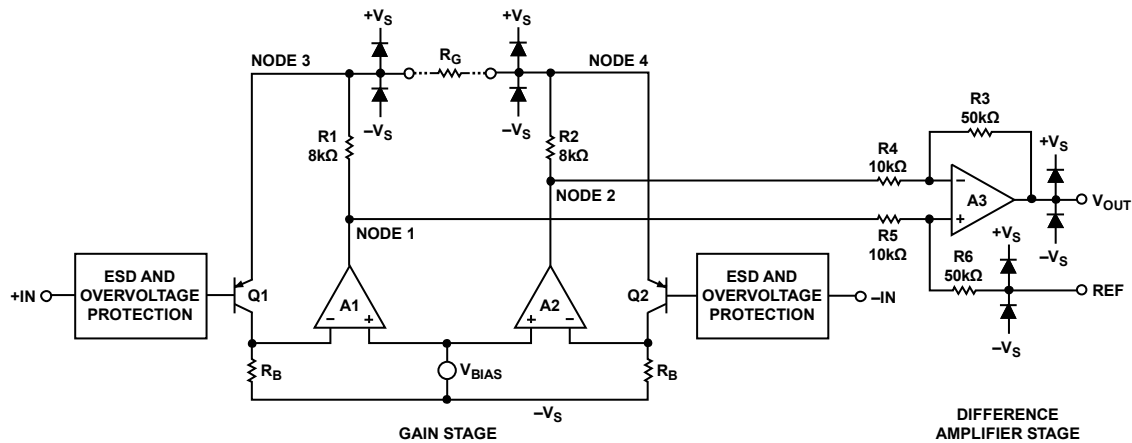 +VS
+VS
NODE 3
RG
NODE 4
–VS
–VS
R1
8kΩ
R2
8kΩ
R3
50kΩ
R4
10kΩ
+VS
–
A3
+
VOUT
NODE 2
NODE 1
R5
10kΩ
+VS
–VS
R6
50kΩ
REF
–VS
+IN
ESD AND
OVERVOLTAGE
PROTECTION
Q1
A1
– +
A2
+ –
Q2
ESD AND
OVERVOLTAGE
PROTECTION
–IN
RB
VBIAS
RB
–VS
GAIN STAGE
DIFFERENCE
AMPLIFIER STAGE